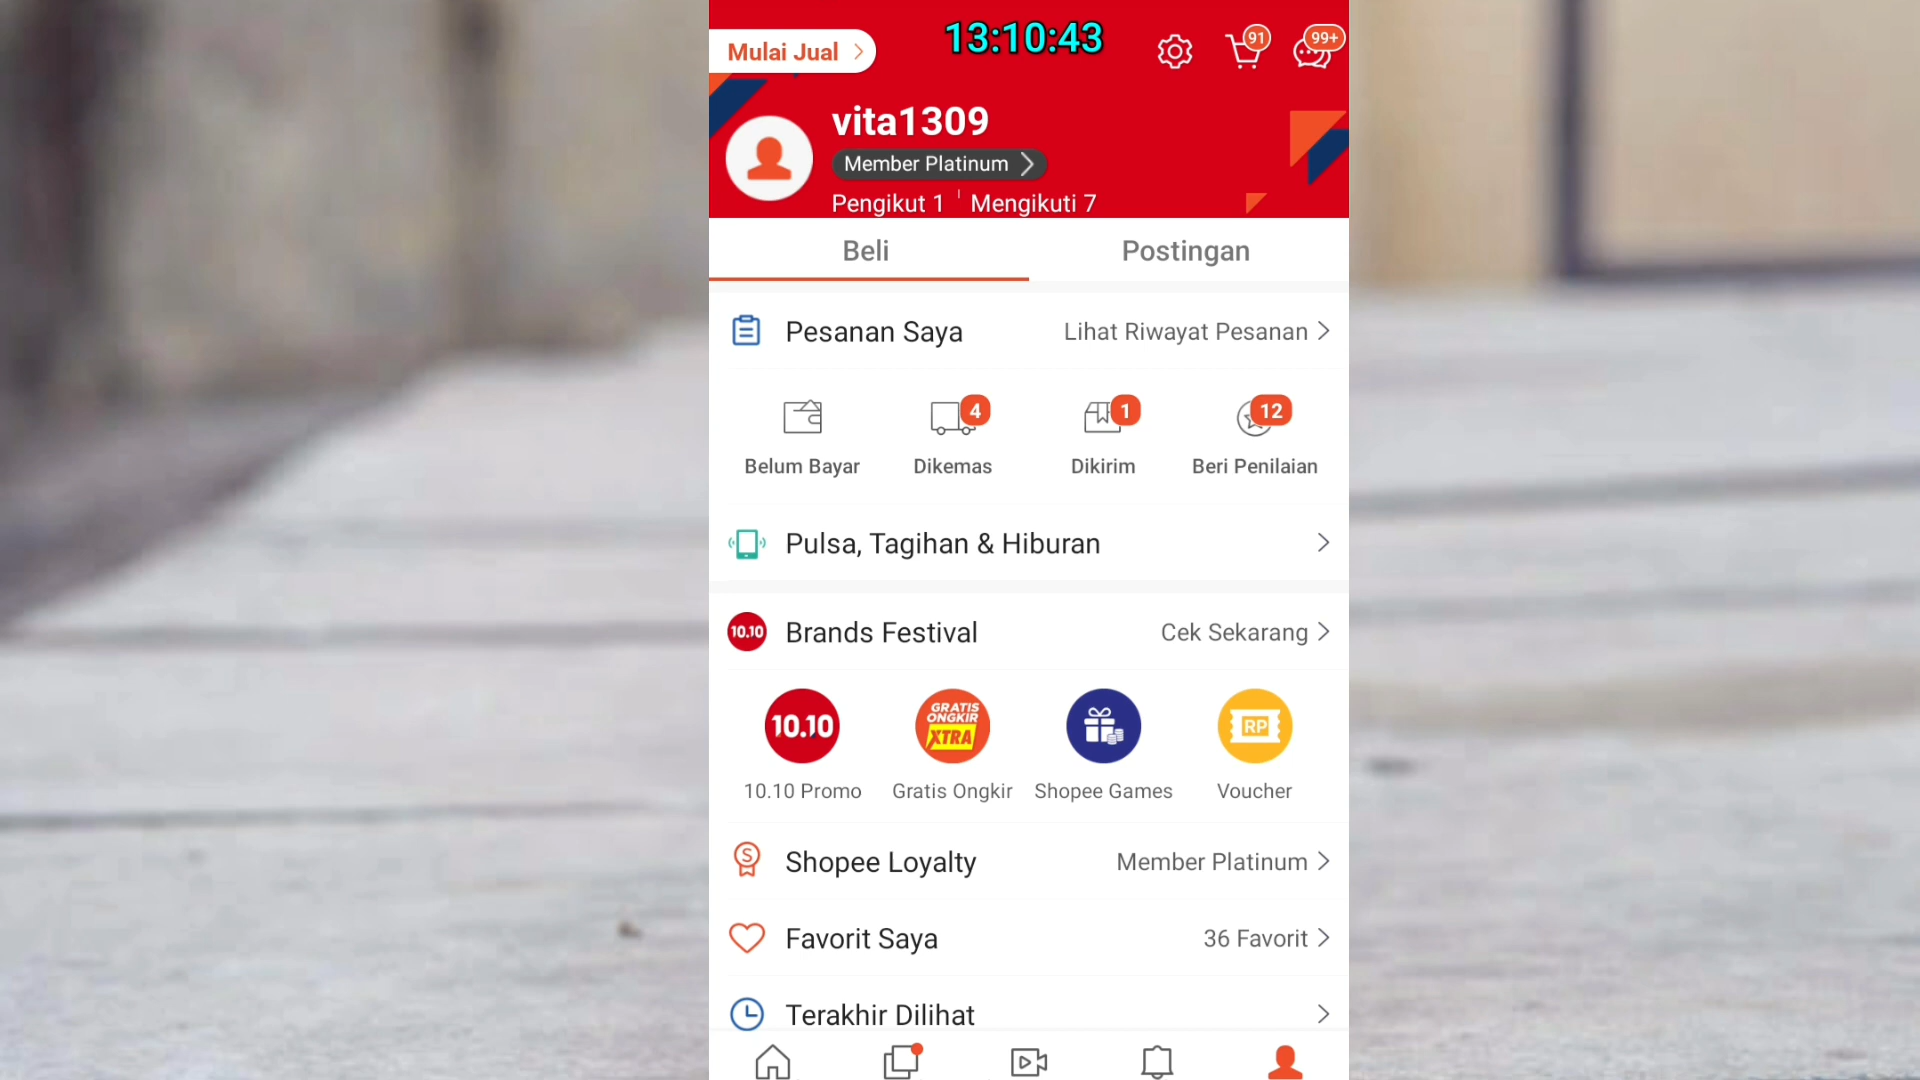 Mulai Jual
13:10:43
91
99+
vita1309
Member Platinum
Pengikut 1
Mengikuti 7
Beli
Postingan
Pesanan Saya
Lihat Riwayat Pesanan
4
1
12
Belum Bayar
Dikemas
Dikirim
Beri Penilaian
Pulsa, Tagihan & Hiburan
10.10
Brands Festival
Cek Sekarang
10.10
GRATIS
ONGKIR
XTRA
RP
10.10 Promo
Gratis Ongkir
Shopee Games
Voucher
S
Shopee Loyalty
Member Platinum
Favorit Saya
36 Favorit
Terakhir Dilihat